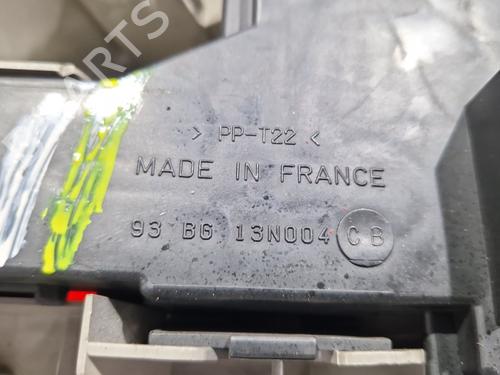 > PP-T22 <
MADE IN FRANCE
93 BG 13N004 CB